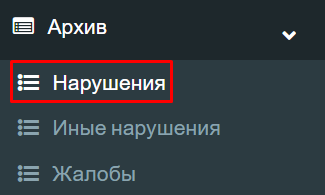 Архив
Нарушения
Иные нарушения
Жалобы